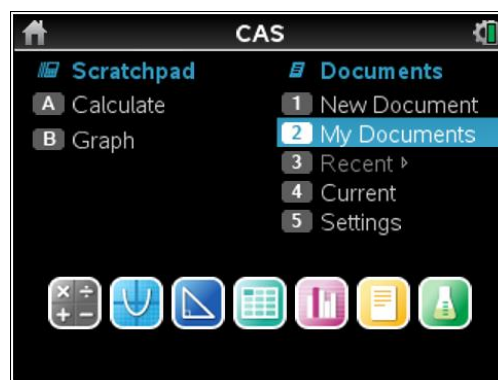 CAS
Scratchpad
A Calculate
B Graph
Documents
1 New Document
2 My Documents
3 Recent ▹
4 Current
5 Settings